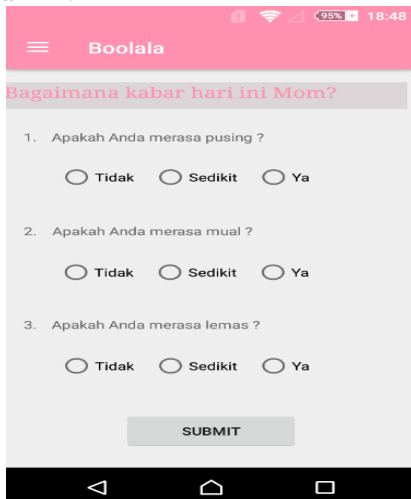 95% 18:48
Boolala
Bagaimana kabar hari ini Mom?
1. Apakah Anda merasa pusing ?
Tidak Sedikit Ya
2. Apakah Anda merasa mual ?
Tidak Sedikit Ya
3. Apakah Anda merasa lemas ?
Tidak Sedikit Ya
SUBMIT